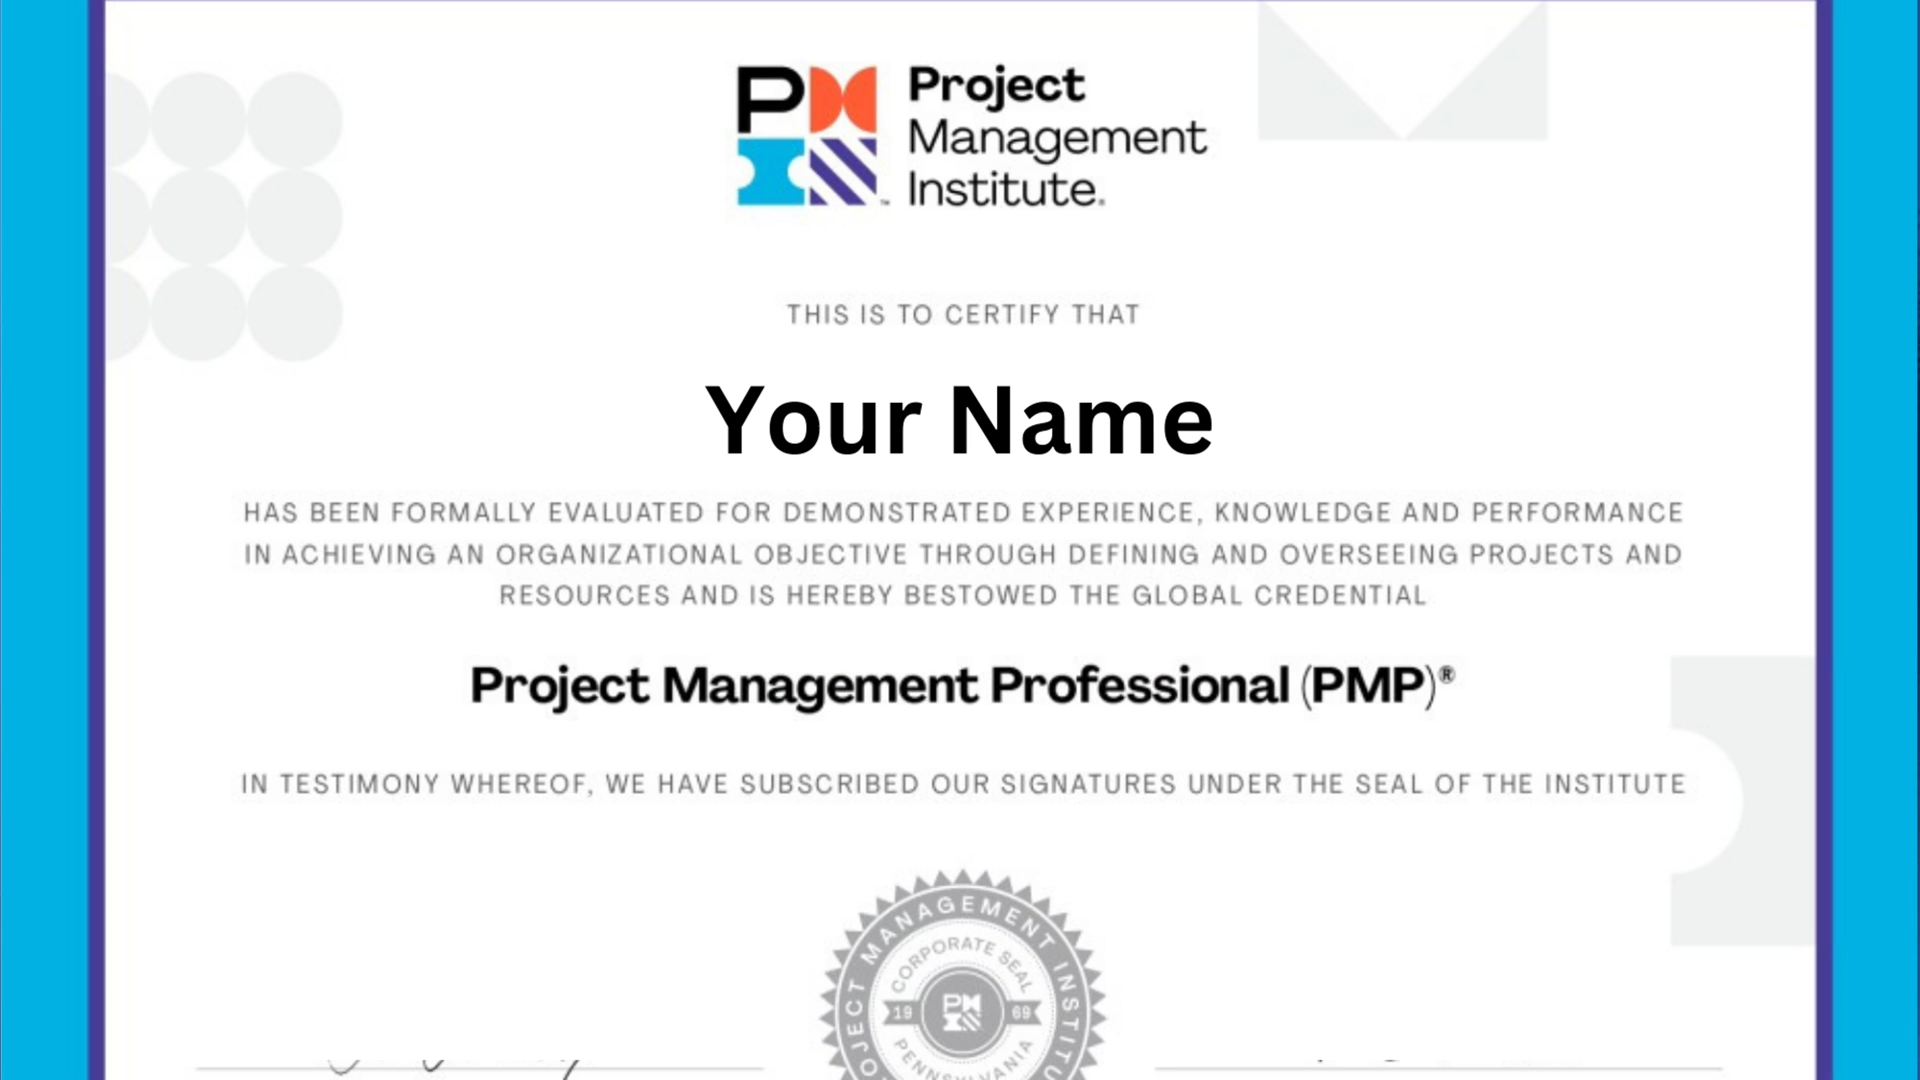 PM
Project
Management
Institute.
THIS IS TO CERTIFY THAT
Your Name
HAS BEEN FORMALLY EVALUATED FOR DEMONSTRATED EXPERIENCE, KNOWLEDGE AND PERFORMANCE
IN ACHIEVING AN ORGANIZATIONAL OBJECTIVE THROUGH DEFINING AND OVERSEEING PROJECTS AND
RESOURCES AND IS HEREBY BESTOWED THE GLOBAL CREDENTIAL
Project Management Professional (PMP)®
IN TESTIMONY WHEREOF, WE HAVE SUBSCRIBED OUR SIGNATURES UNDER THE SEAL OF THE INSTITUTE
MANAGEMENT
CORPORATE SEAL
19 69
PENNSYLVANIA